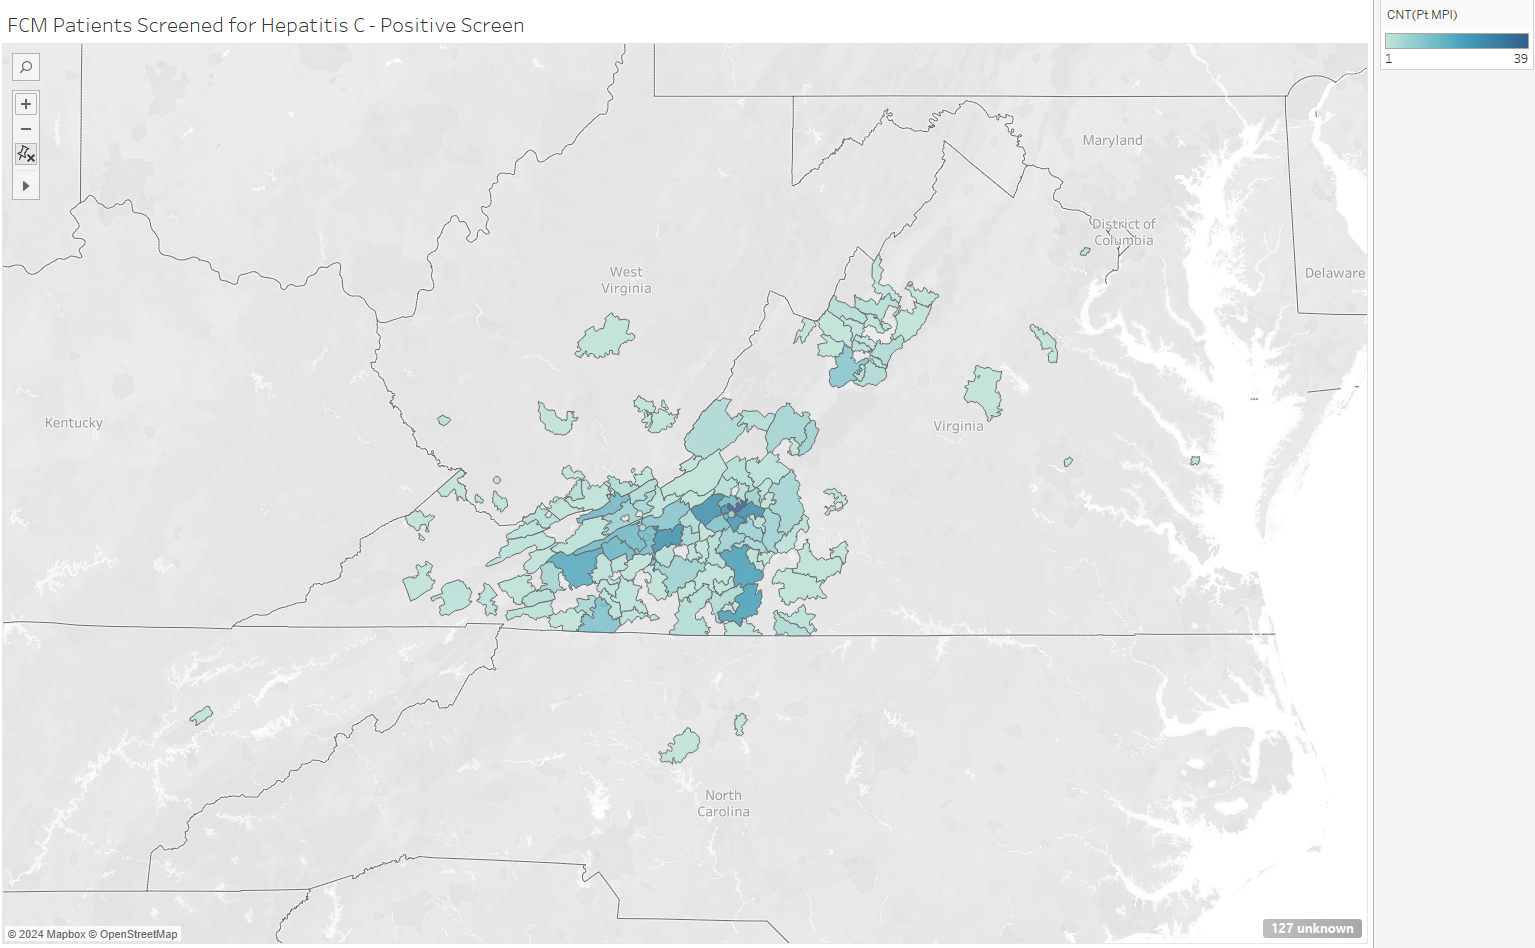 FCM Patients Screened for Hepatitis C - Positive Screen
CNT(Pt MPI)
1 39
Maryland
District of
Columbia
West
Virginia
Delaware
Kentucky
Virginia
North
Carolina
© 2024 Mapbox © OpenStreetMap
127 unknown